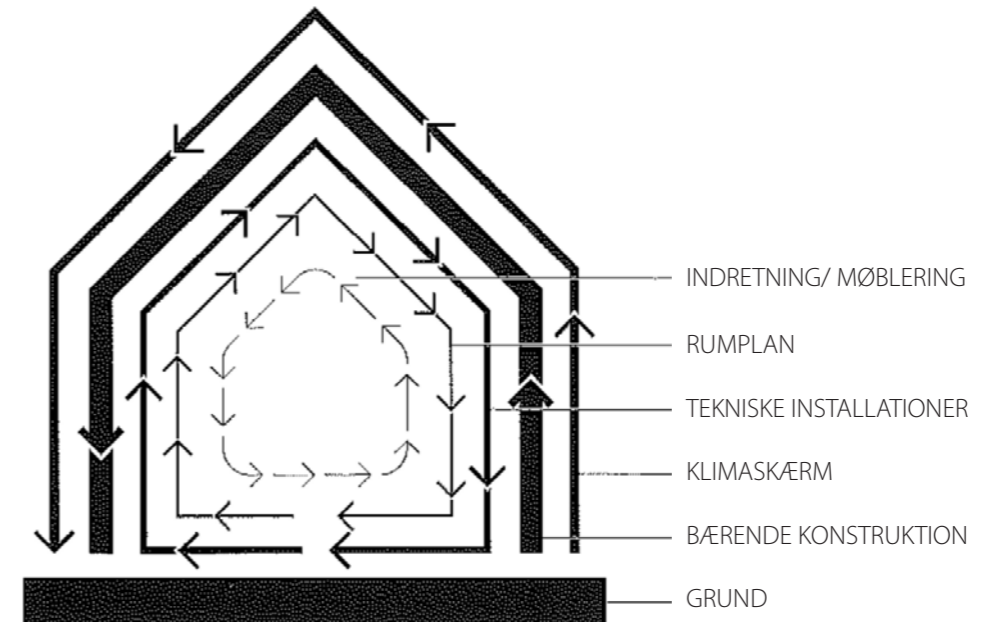 INDRETNING/ MØBLERING
RUMPLAN
TEKNISKE INSTALLATIONER
KLIMASKÆRM
BÆRENDE KONSTRUKTION
GRUND